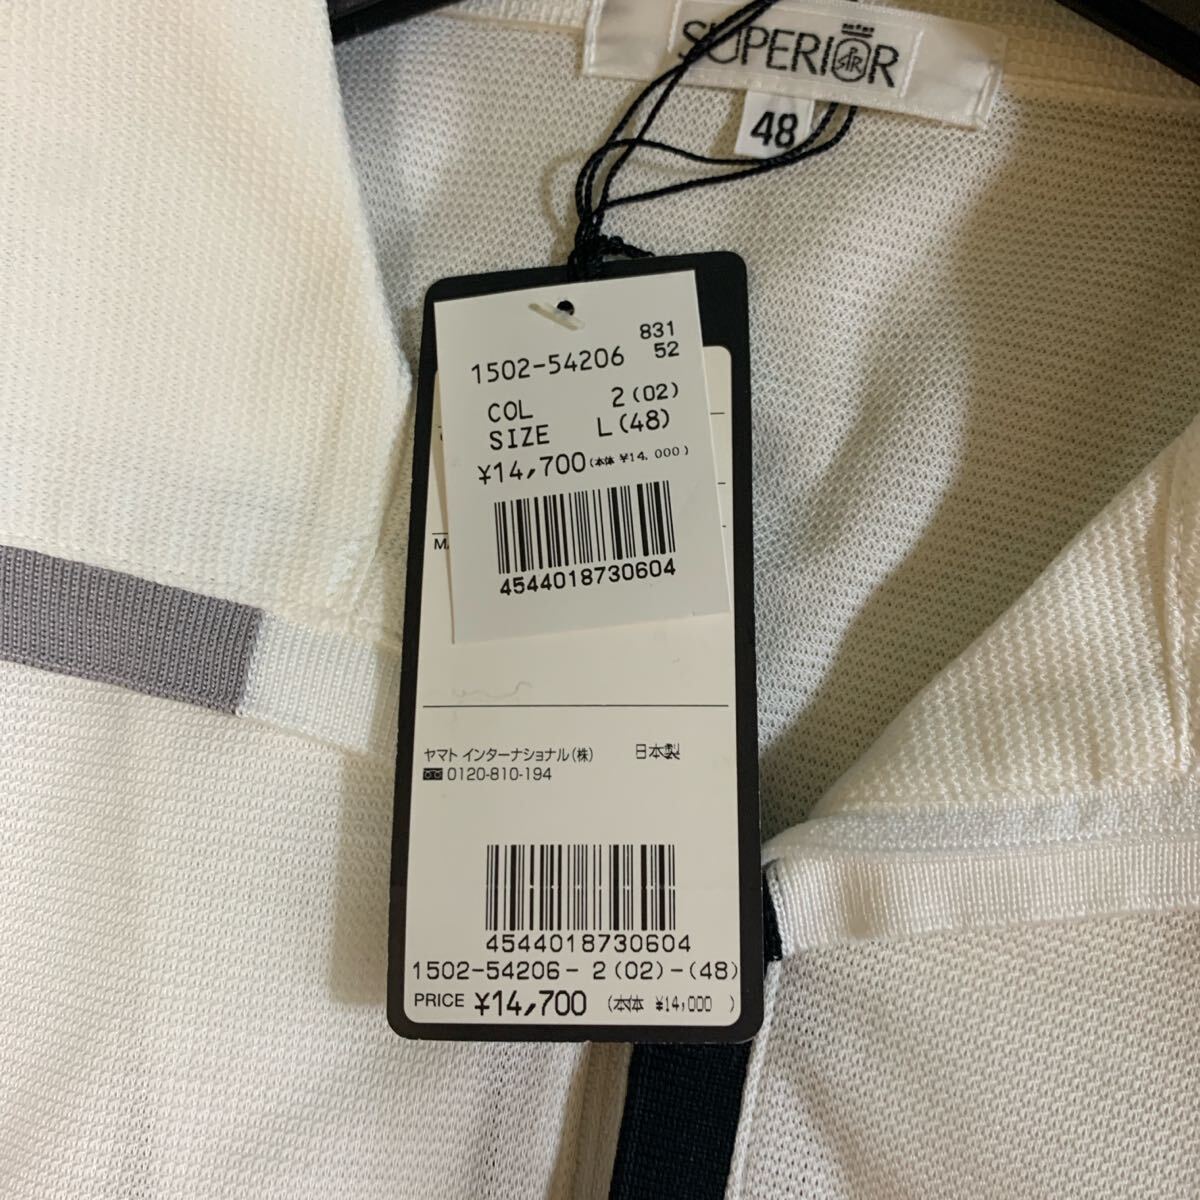 SUPERIOR
48
831
1502-54206 52
COL 2(02)
SIZE L(48)
¥14,700(本体 ¥14,000)
4544018730604
ヤマト インターナショナル(株) 日本製
0120-810-194
4544018730604
1502-54206- 2(02)-(48)
PRICE ¥14,700 (本体 ¥14,000 )